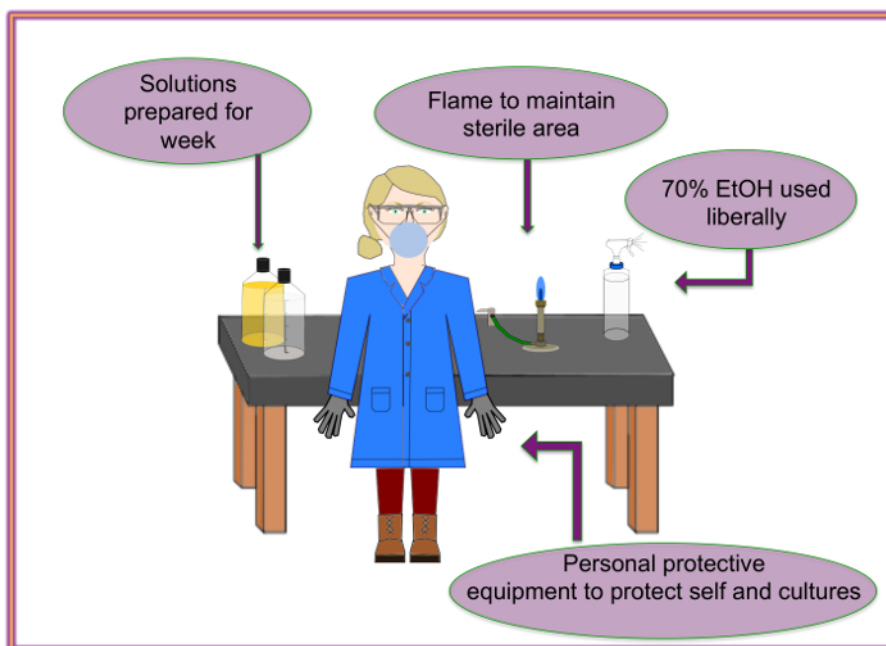 Solutions
prepared for
week
Flame to maintain
sterile area
70% EtOH used
liberally
Personal protective
equipment to protect self and cultures